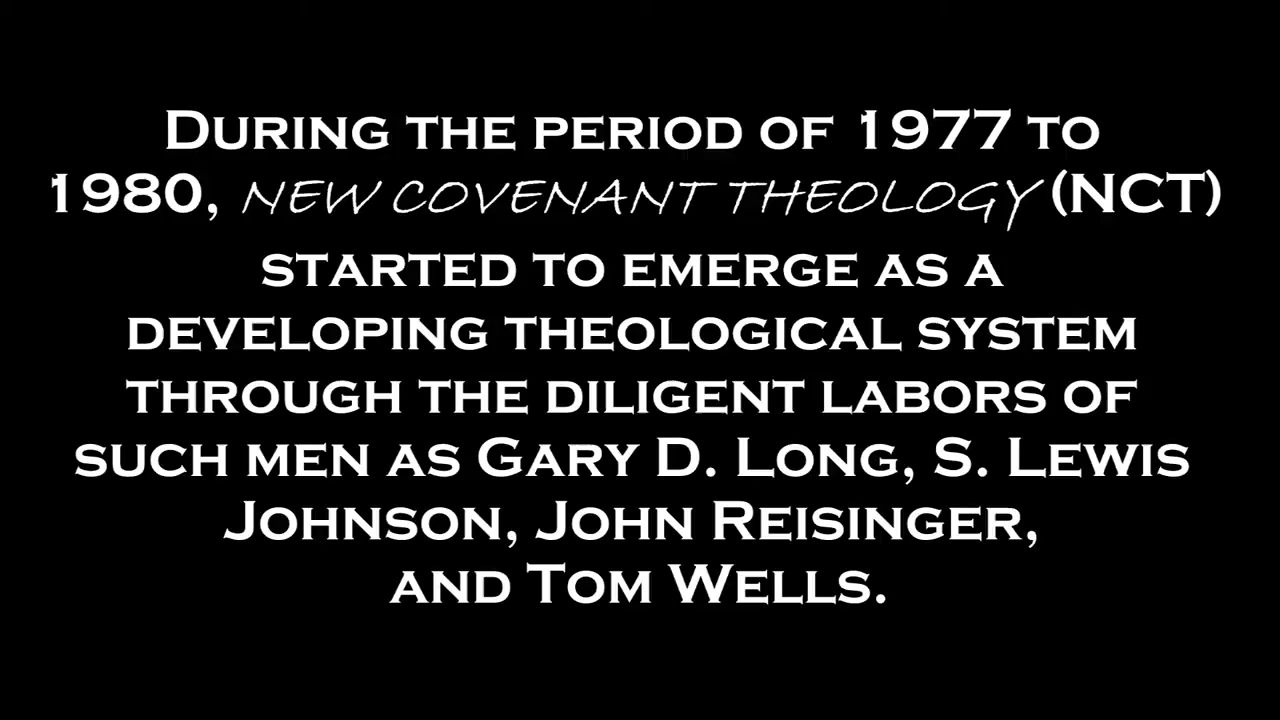 During the period of 1977 to
1980, New Covenant Theology (NCT)
started to emerge as a
developing theological system
through the diligent labors of
such men as Gary D. Long, S. Lewis
Johnson, John Reisinger,
and Tom Wells.